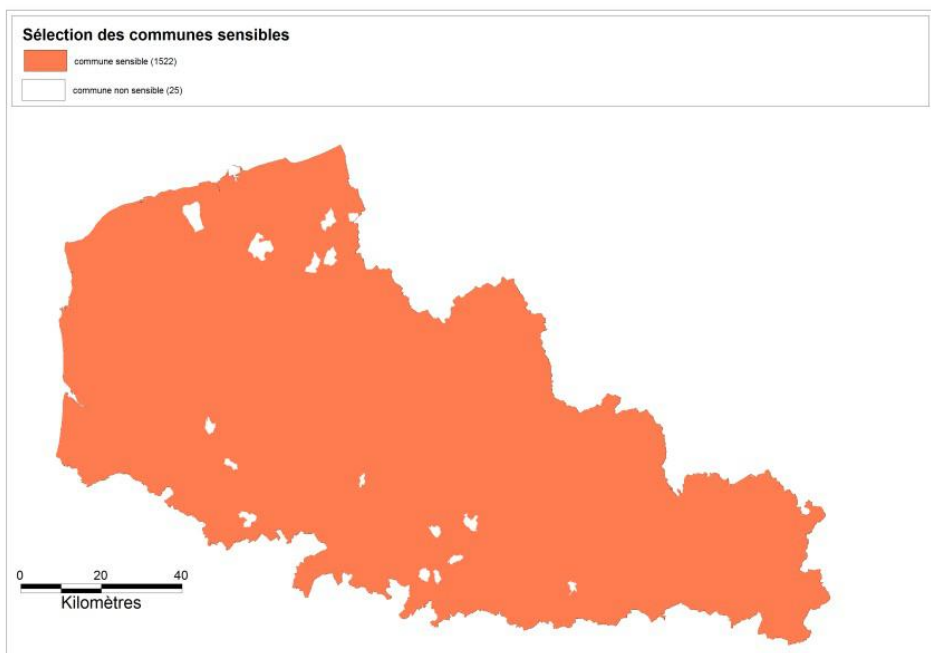 Sélection des communes sensibles
commune sensible (1522)
commune non sensible (25)
0 20 40
Kilomètres